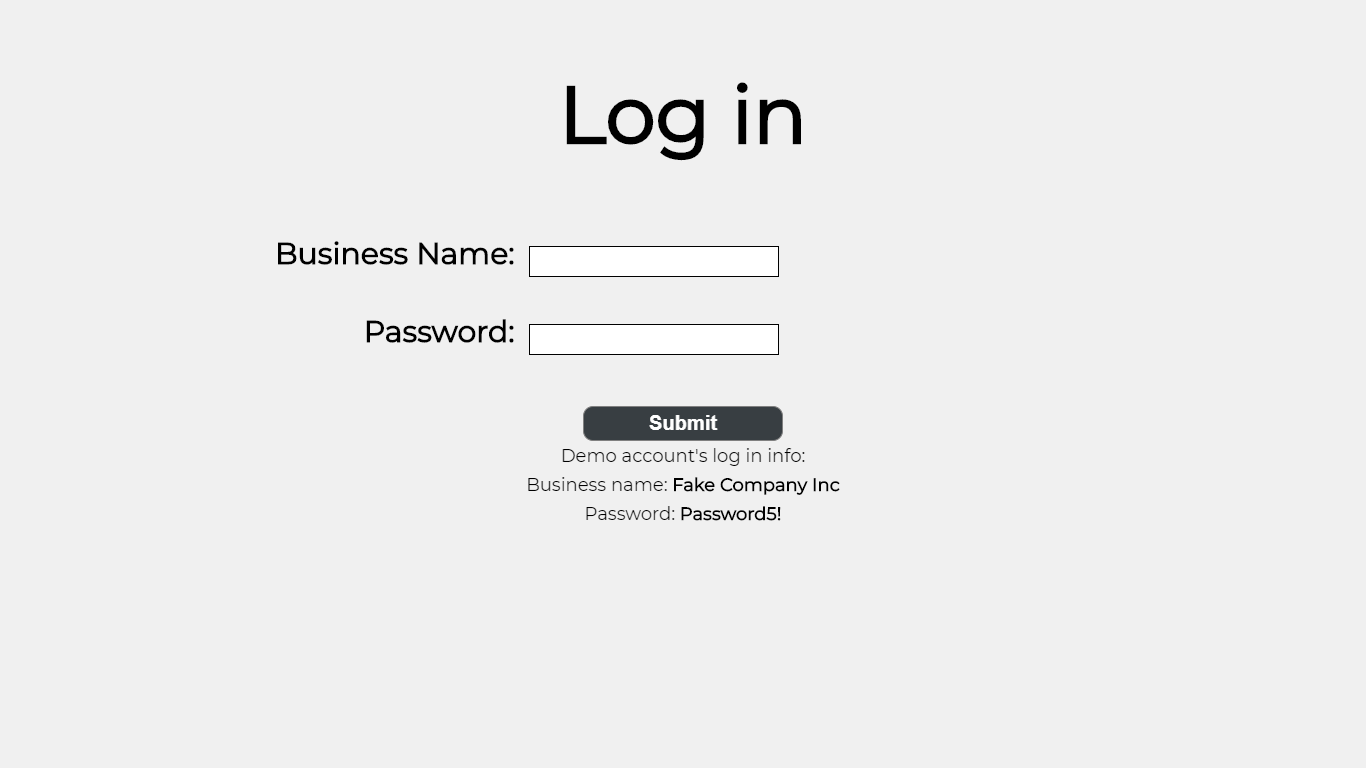 Log in
Business Name:
Password:
Submit
Demo account's log in info:
Business name: Fake Company Inc
Password: Password5!